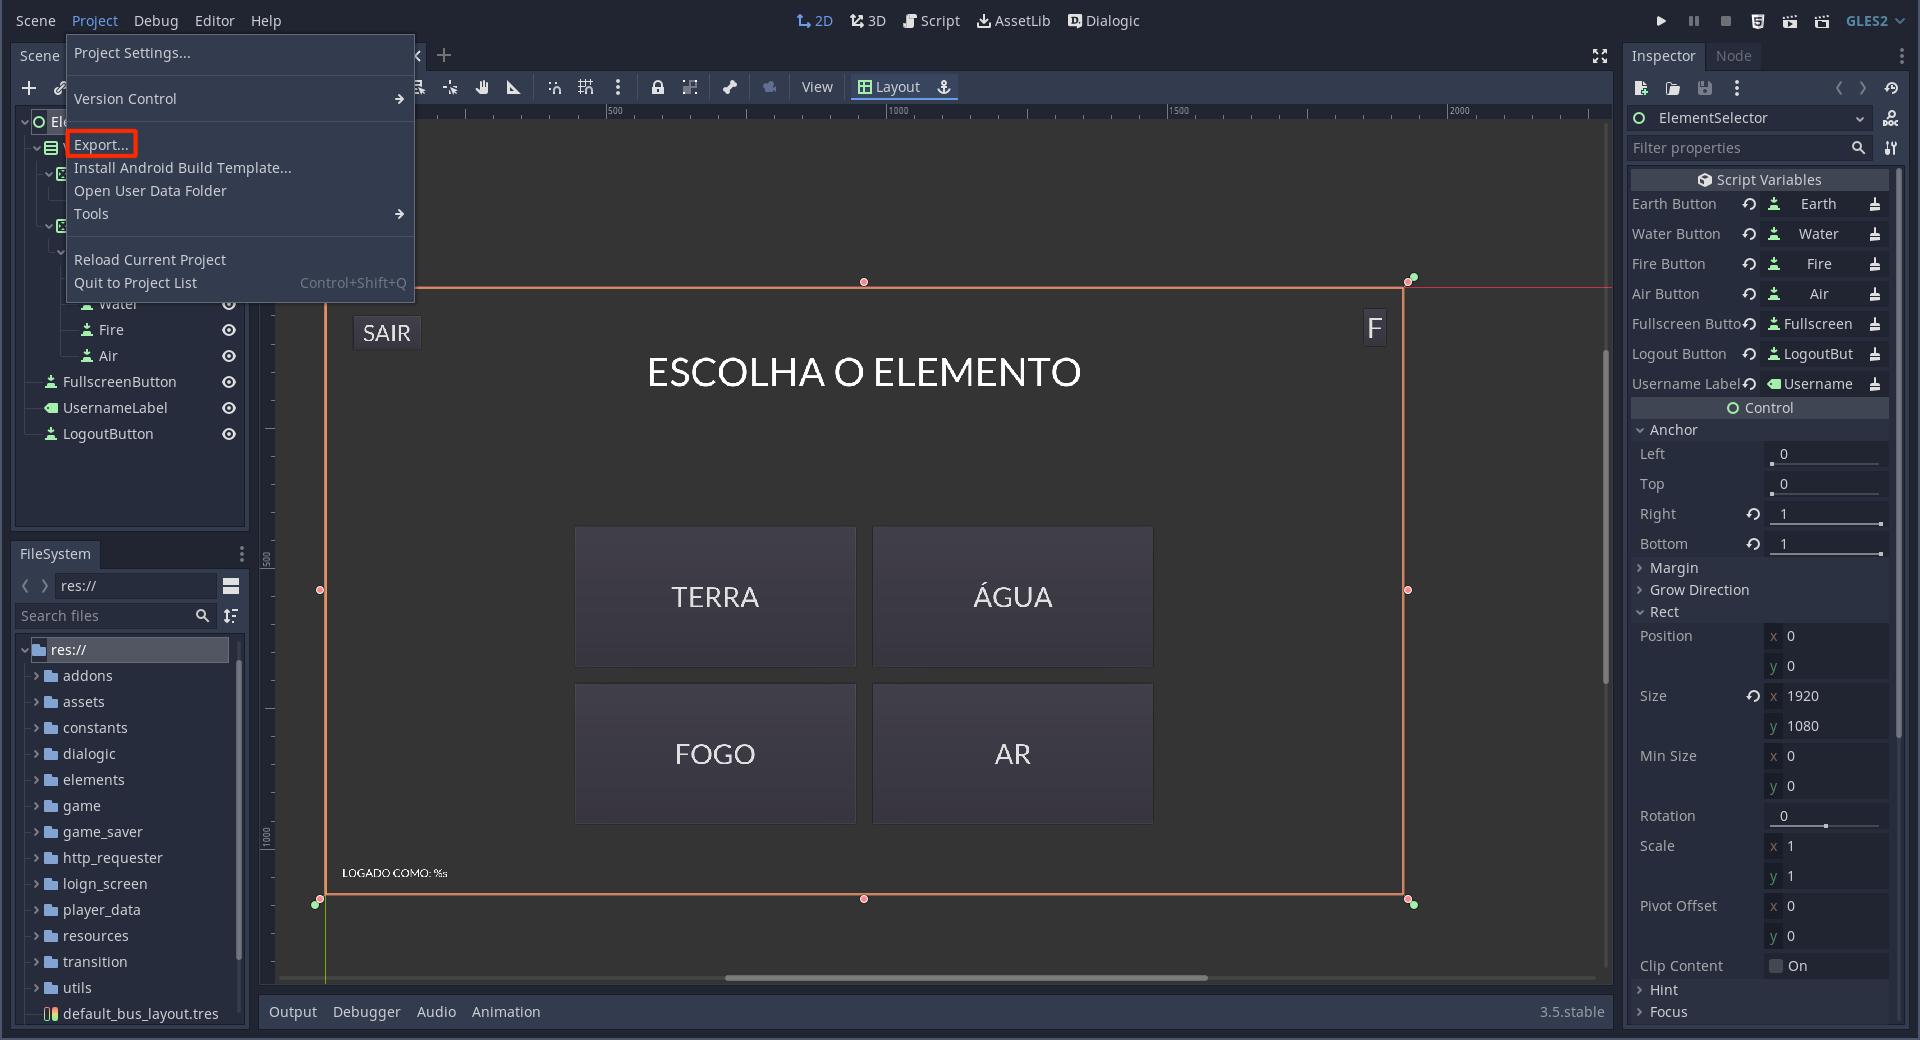 Scene Project Debug Editor Help
2D 3D Script AssetLib Dialogic
GLES2
Scene
Project Settings...
Version Control
Export...
Install Android Build Template...
Open User Data Folder
Tools
Reload Current Project
Quit to Project List Control+Shift+Q
Water
Fire
Air
FullscreenButton
UsernameLabel
LogoutButton
FileSystem
res://
Search files
res://
addons
assets
constants
dialogic
elements
game
game_saver
http_requester
loign_screen
player_data
resources
transition
utils
default_bus_layout.tres
View Layout
500 1000 1500 2000
500
1000
SAIR
F
ESCOLHA O ELEMENTO
TERRA ÁGUA
FOGO AR
LOGADO COMO: %s
Output Debugger Audio Animation 3.5.stable
Inspector Node
ElementSelector
DOC
Filter properties
Script Variables
Earth Button Earth
Water Button Water
Fire Button Fire
Air Button Air
Fullscreen Butto Fullscreen
Logout Button LogoutBut
Username Label Username
Control
Anchor
Left 0
Top 0
Right 1
Bottom 1
Margin
Grow Direction
Rect
Position x 0
y 0
Size x 1920
y 1080
Min Size x 0
y 0
Rotation 0
Scale x 1
y 1
Pivot Offset x 0
y 0
Clip Content On
Hint
Focus